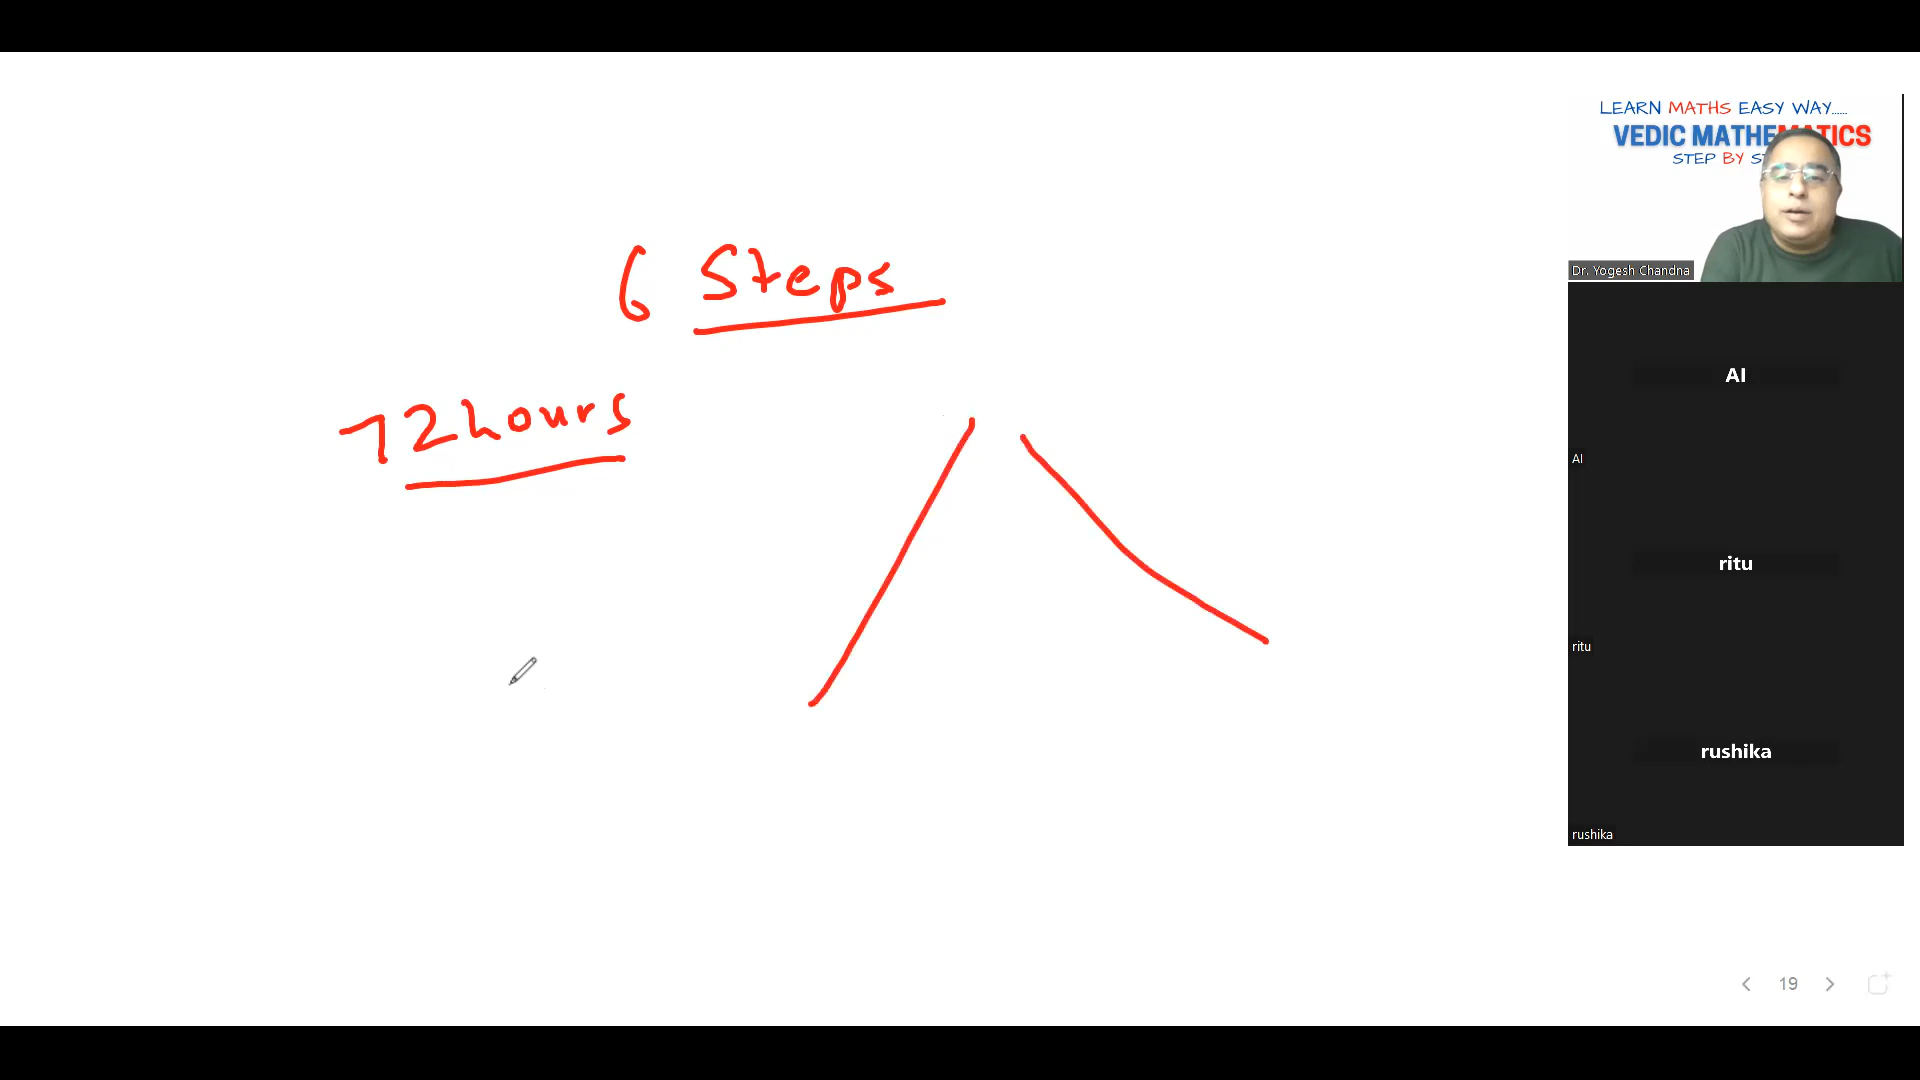 LEARN MATHS EASY WAY......
VEDIC MATHEMATICS
STEP BY
Dr. Yogesh Chandna
6 Steps
72 hours
AI
AI
ritu
ritu
rushika
rushika
19